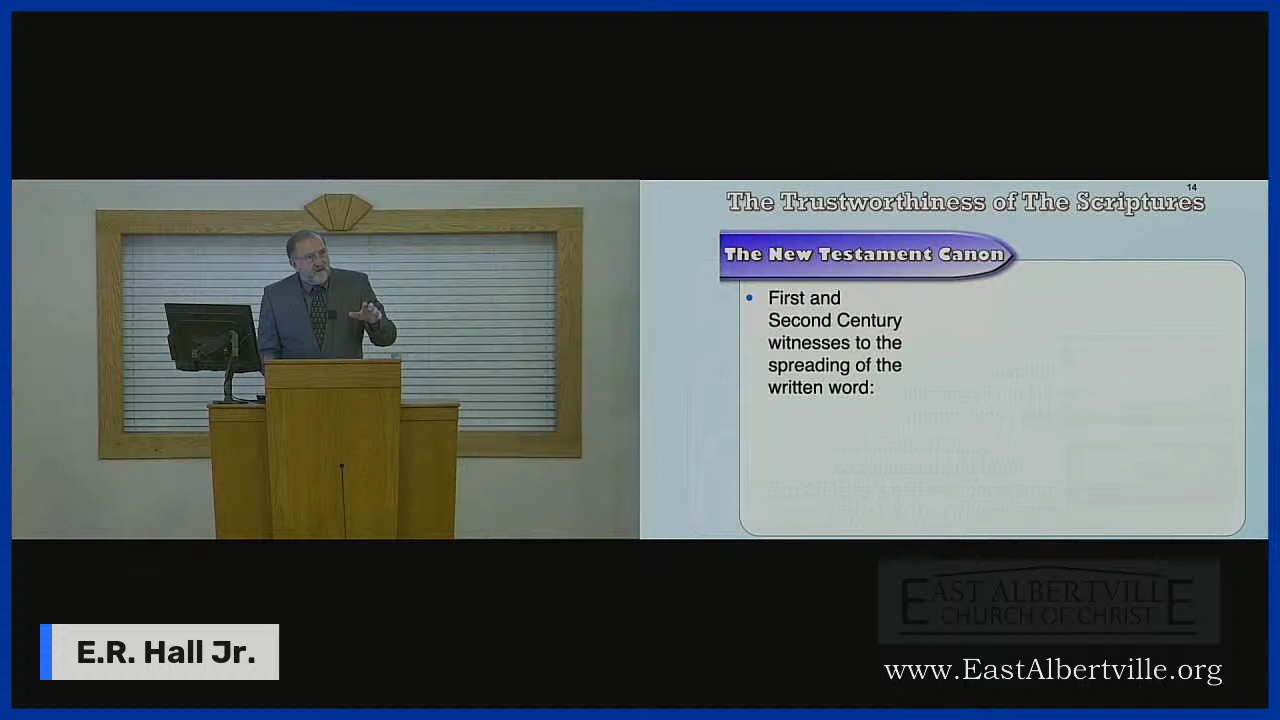 14
The Trustworthiness of The Scriptures
The New Testament Canon
• First and
Second Century
witnesses to the
spreading of the
written word:
EAST ALBERTVILLE
CHURCH OF CHRIST
E.R. Hall Jr.
www.EastAlbertville.org